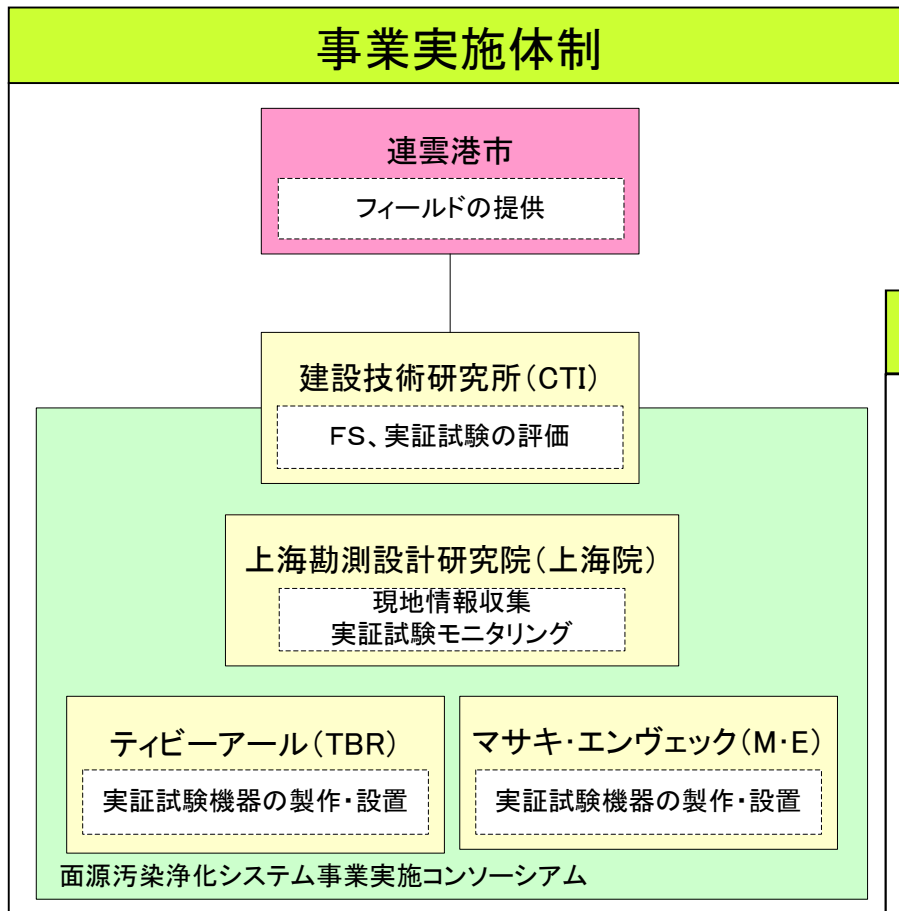 事業実施体制
連雲港市
フィールドの提供
建設技術研究所(CTI)
FS、実証試験の評価
上海勘測設計研究院(上海院)
現地情報収集
実証試験モニタリング
ティビーアール(TBR)
実証試験機器の製作・設置
マサキ・エンヴェック(M・E)
実証試験機器の製作・設置
面源汚染浄化システム事業実施コンソーシアム